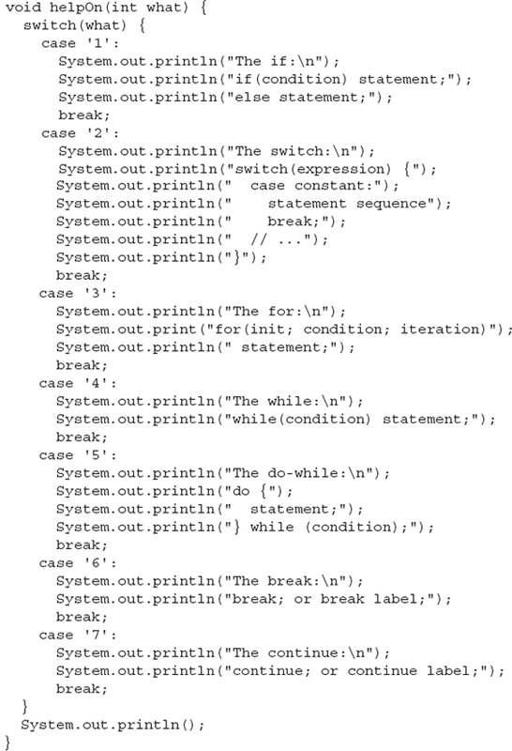 void helpOn(int what) {
  switch(what) {
    case '1':
      System.out.println("The if:\n");
      System.out.println("if(condition) statement;");
      System.out.println("else statement;");
      break;
    case '2':
      System.out.println("The switch:\n");
      System.out.println("switch(expression) {");
      System.out.println("  case constant:");
      System.out.println("    statement sequence");
      System.out.println("    break;");
      System.out.println("  // ...");
      System.out.println("}");
      break;
    case '3':
      System.out.println("The for:\n");
      System.out.print("for(init; condition; iteration)");
      System.out.println(" statement;");
      break;
    case '4':
      System.out.println("The while:\n");
      System.out.println("while(condition) statement;");
      break;
    case '5':
      System.out.println("The do-while:\n");
      System.out.println("do {");
      System.out.println("  statement;");
      System.out.println("} while (condition);");
      break;
    case '6':
      System.out.println("The break:\n");
      System.out.println("break; or break label;");
      break;
    case '7':
      System.out.println("The continue:\n");
      System.out.println("continue; or continue label;");
      break;
  }
  System.out.println();
}